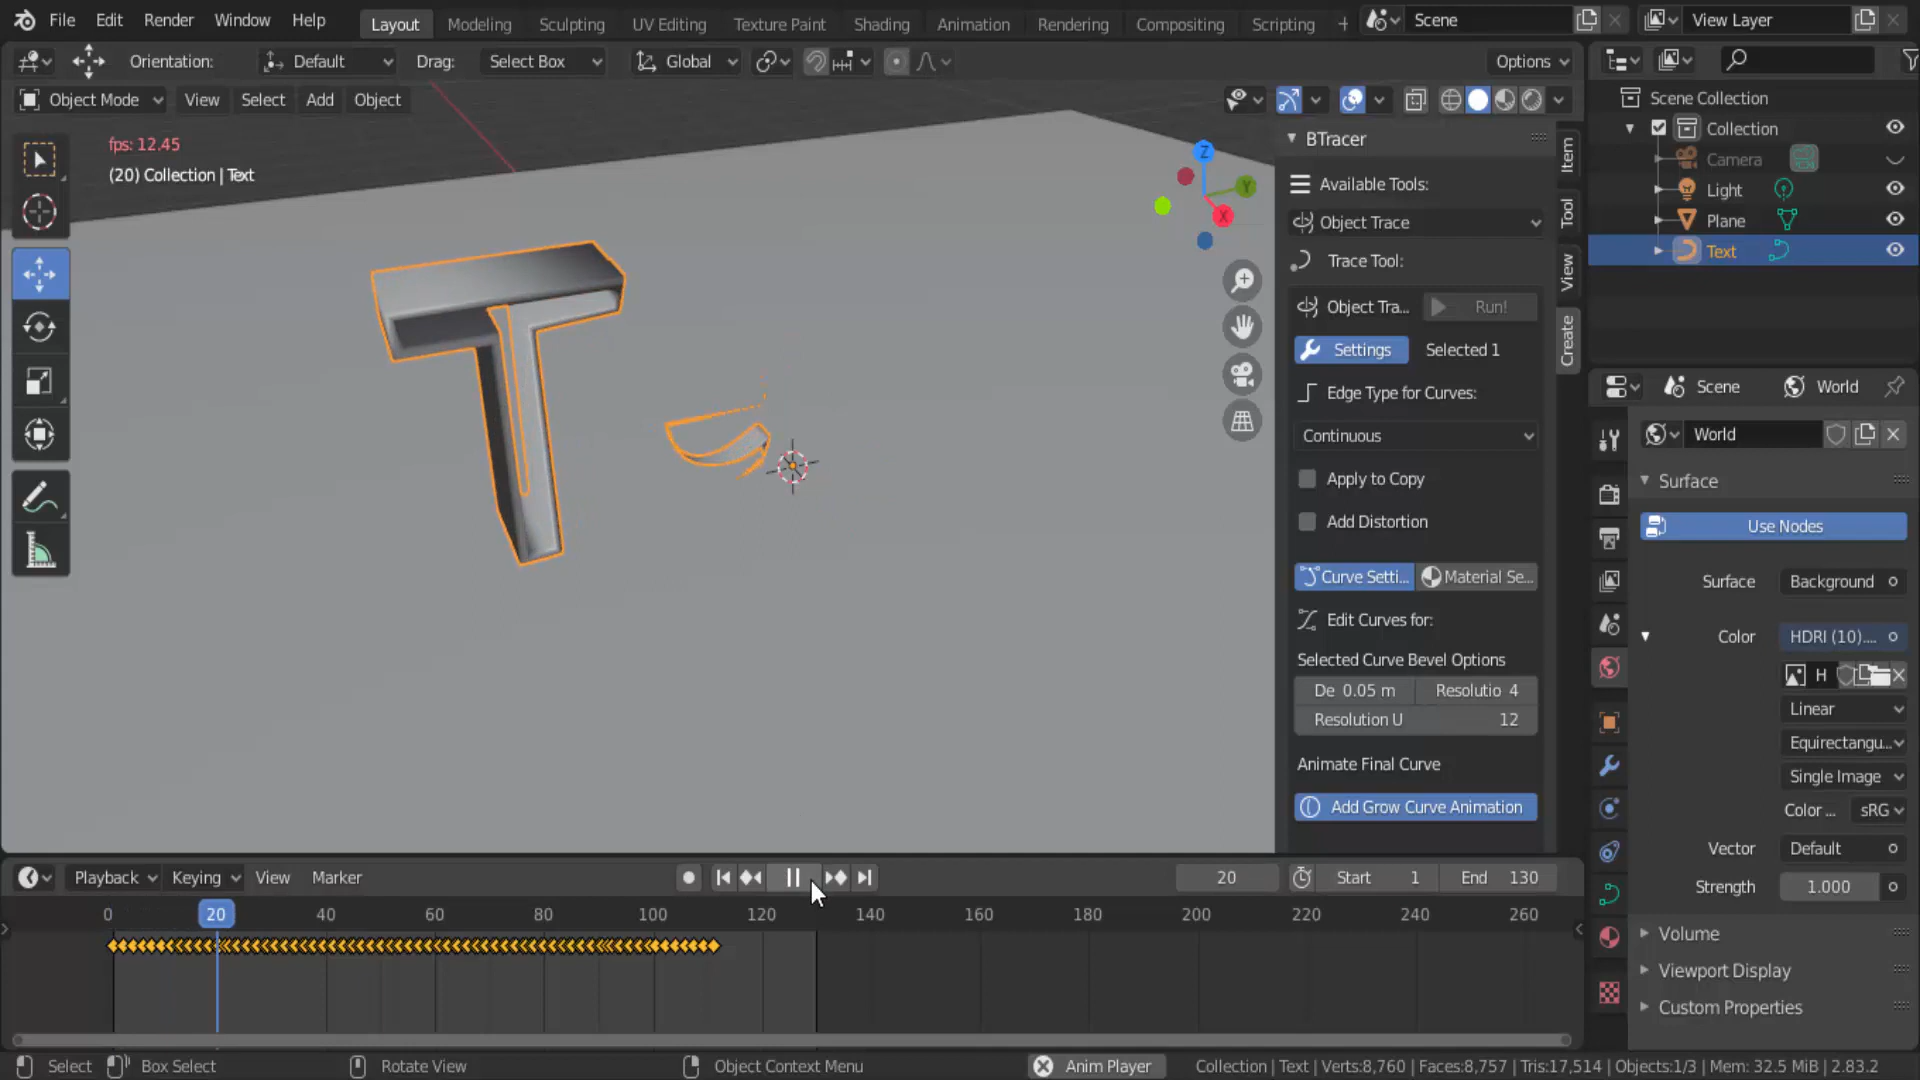 File Edit Render Window Help Layout Modeling Sculpting UV Editing Texture Paint Shading Animation Rendering Compositing Scripting + Scene View Layer
Orientation: Default Drag: Select Box Global Options
Object Mode View Select Add Object
fps: 12.45
(20) Collection | Text
Z
Y
X
BTracer
Available Tools:
Object Trace
Trace Tool:
Object Tra... Run!
Settings Selected 1
Edge Type for Curves:
Continuous
Apply to Copy
Add Distortion
Curve Setti... Material Se...
Edit Curves for:
Selected Curve Bevel Options
De 0.05 m Resolutio 4
Resolution U 12
Animate Final Curve
Add Grow Curve Animation
Item
Tool
View
Create
Scene Collection
Collection
Camera
Light
Plane
Text
Scene World
World
Surface
Use Nodes
Surface Background
Color HDRI (10)....
H
Linear
Equirectangu...
Single Image
Color ... sRG
Vector Default
Strength 1.000
Volume
Viewport Display
Custom Properties
Playback Keying View Marker 20 Start 1 End 130
0 20 40 60 80 100 120 140 160 180 200 220 240 260
Select Box Select Rotate View Object Context Menu Anim Player Collection | Text | Verts:8,760 | Faces:8,757 | Tris:17,514 | Objects:1/3 | Mem: 32.5 MiB | 2.83.2